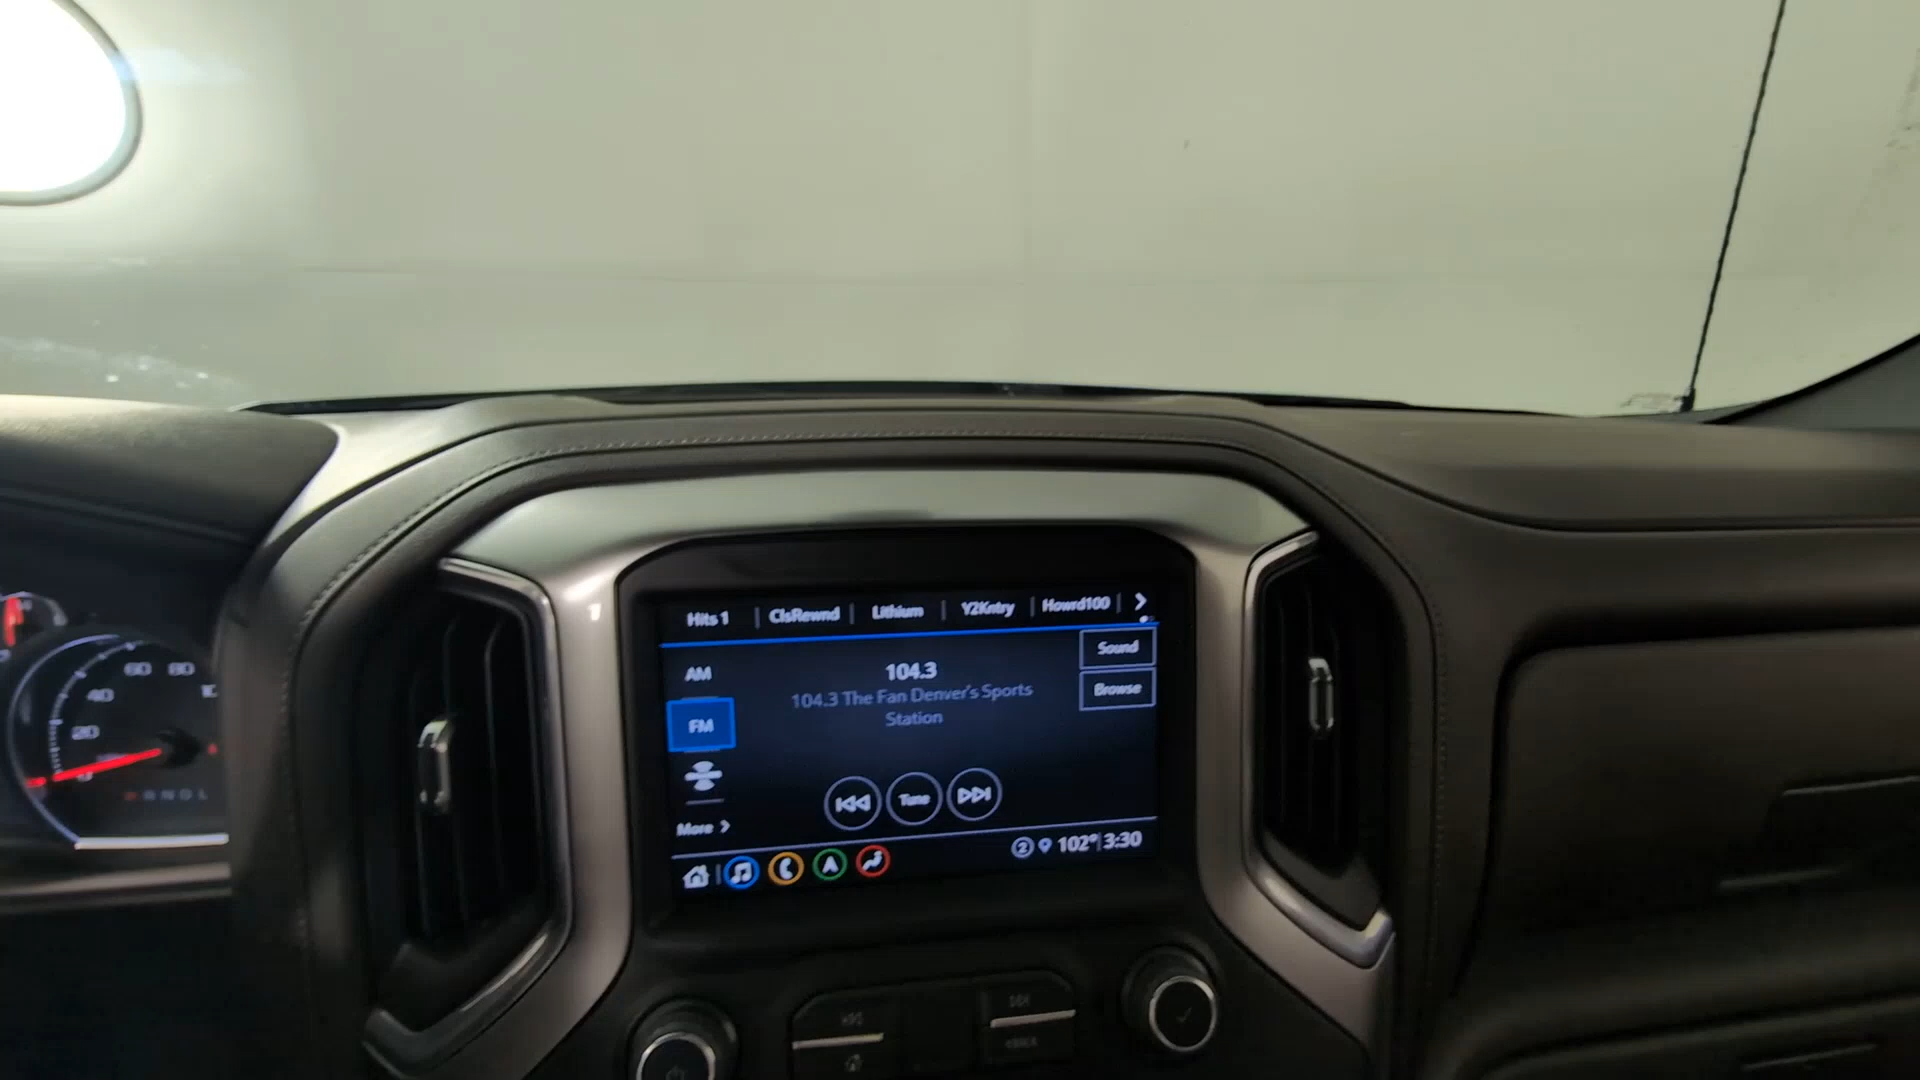 Hits 1 | ClsRewnd | Lithium | Y2Kntry | Howrd100
Sound
AM
104.3
Browse
104.3 The Fan Denver's Sports
Station
FM
Tune
More
2 102° 3:30
60 80
40
20
R N D L